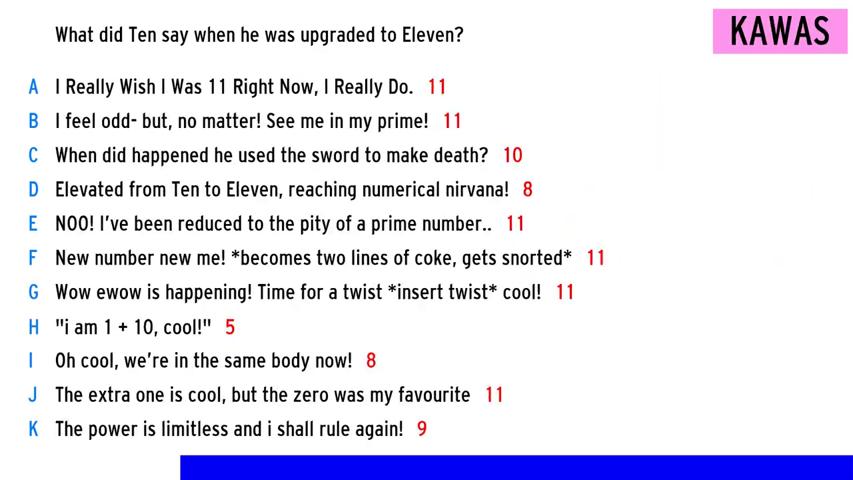 What did Ten say when he was upgraded to Eleven?
KAWAS
A I Really Wish I Was 11 Right Now, I Really Do. 11
B I feel odd- but, no matter! See me in my prime! 11
C When did happened he used the sword to make death? 10
D Elevated from Ten to Eleven, reaching numerical nirvana! 8
E NOO! I've been reduced to the pity of a prime number.. 11
F New number new me! *becomes two lines of coke, gets snorted* 11
G Wow ewow is happening! Time for a twist *insert twist* cool! 11
H "i am 1 + 10, cool!" 5
I Oh cool, we're in the same body now! 8
J The extra one is cool, but the zero was my favourite 11
K The power is limitless and i shall rule again! 9